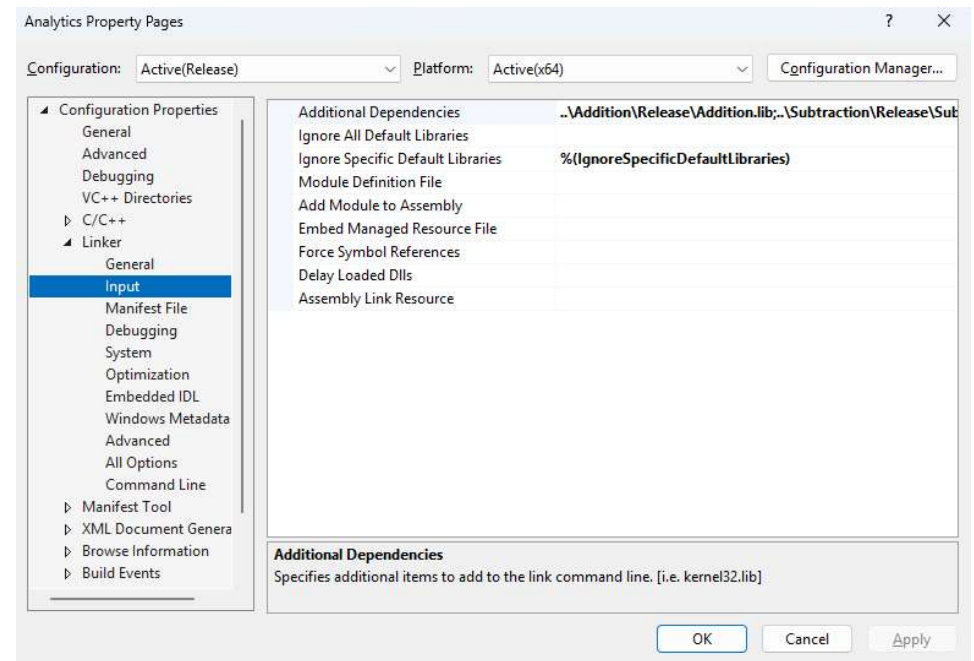 Analytics Property Pages
? ×
Configuration: Active(Release) Platform: Active(x64) Configuration Manager...
Configuration Properties
General
Advanced
Debugging
VC++ Directories
C/C++
Linker
General
Input
Manifest File
Debugging
System
Optimization
Embedded IDL
Windows Metadata
Advanced
All Options
Command Line
Manifest Tool
XML Document Genera
Browse Information
Build Events
Additional Dependencies ..\Addition\Release\Addition.lib;..\Subtraction\Release\Sub
Ignore All Default Libraries
Ignore Specific Default Libraries %(IgnoreSpecificDefaultLibraries)
Module Definition File
Add Module to Assembly
Embed Managed Resource File
Force Symbol References
Delay Loaded Dlls
Assembly Link Resource
Additional Dependencies
Specifies additional items to add to the link command line. [i.e. kernel32.lib]
OK Cancel Apply